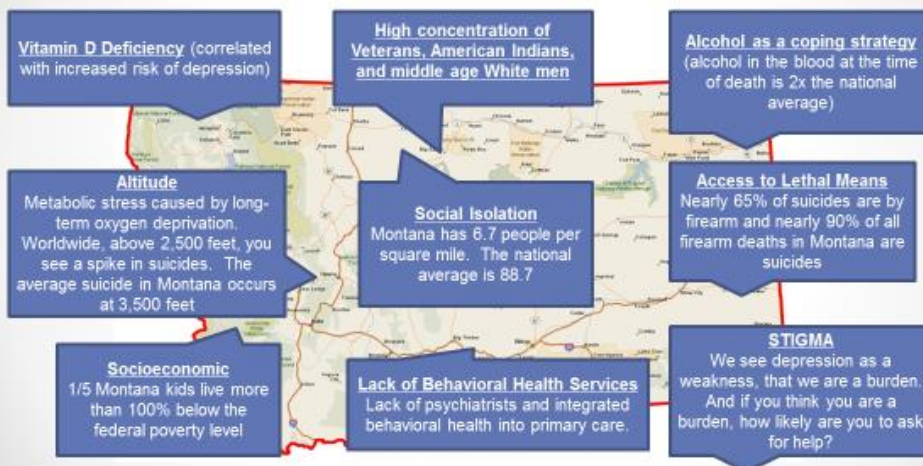 Vitamin D Deficiency (correlated
with increased risk of depression)
High concentration of
Veterans, American Indians,
and middle age White men
Alcohol as a coping strategy
(alcohol in the blood at the time
of death is 2x the national
average)
Altitude
Metabolic stress caused by long-
term oxygen deprivation.
Worldwide, above 2,500 feet, you
see a spike in suicides. The
average suicide in Montana occurs
at 3,500 feet
Social Isolation
Montana has 6.7 people per
square mile. The national
average is 88.7
Access to Lethal Means
Nearly 65% of suicides are by
firearm and nearly 90% of all
firearm deaths in Montana are
suicides
Socioeconomic
1/5 Montana kids live more
than 100% below the
federal poverty level
Lack of Behavioral Health Services
Lack of psychiatrists and integrated
behavioral health into primary care.
STIGMA
We see depression as a
weakness, that we are a burden.
And if you think you are a
burden, how likely are you to ask
for help?